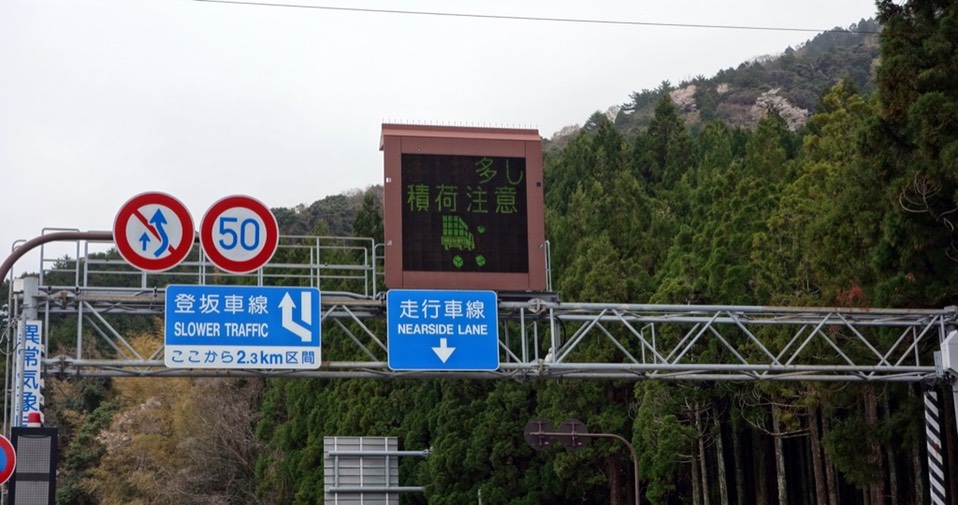 50
多し
積荷注意
登坂車線
SLOWER TRAFFIC
ここから2.3km区間
走行車線
NEARSIDE LANE
異常気象